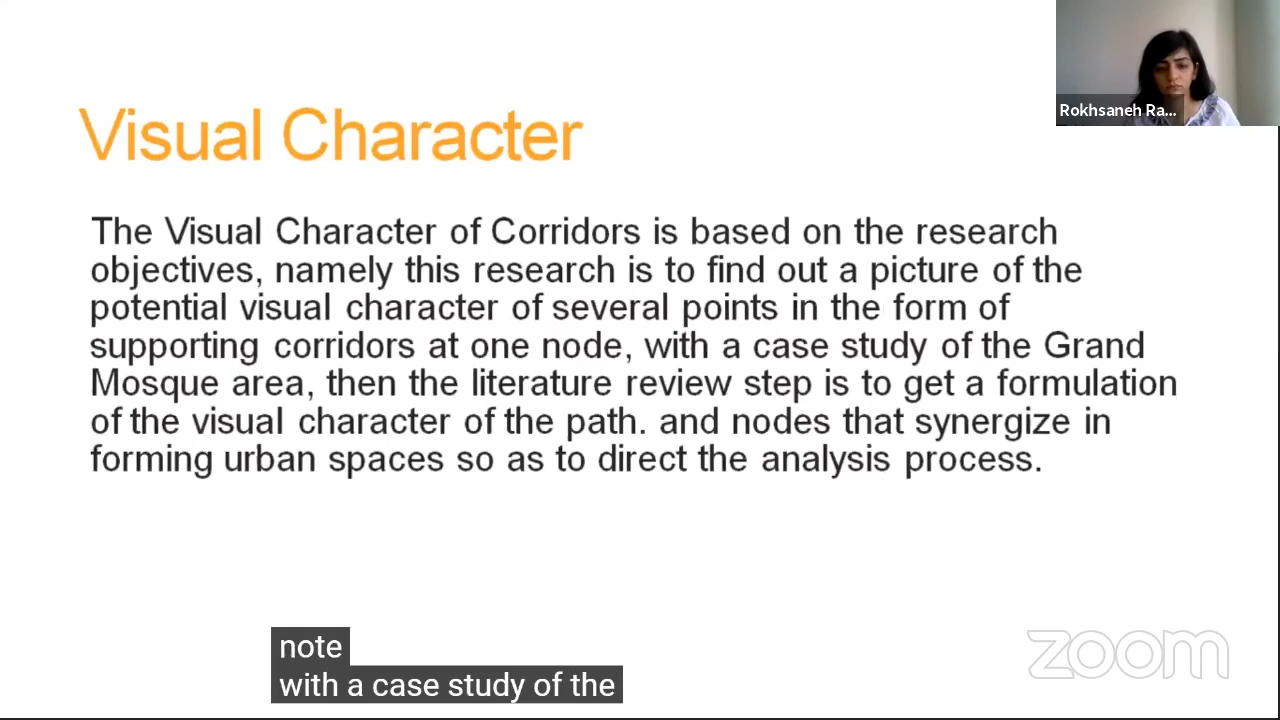 Rokhsaneh Ra...
Visual Character
The Visual Character of Corridors is based on the research
objectives, namely this research is to find out a picture of the
potential visual character of several points in the form of
supporting corridors at one node, with a case study of the Grand
Mosque area, then the literature review step is to get a formulation
of the visual character of the path. and nodes that synergize in
forming urban spaces so as to direct the analysis process.
note
with a case study of the
zoom